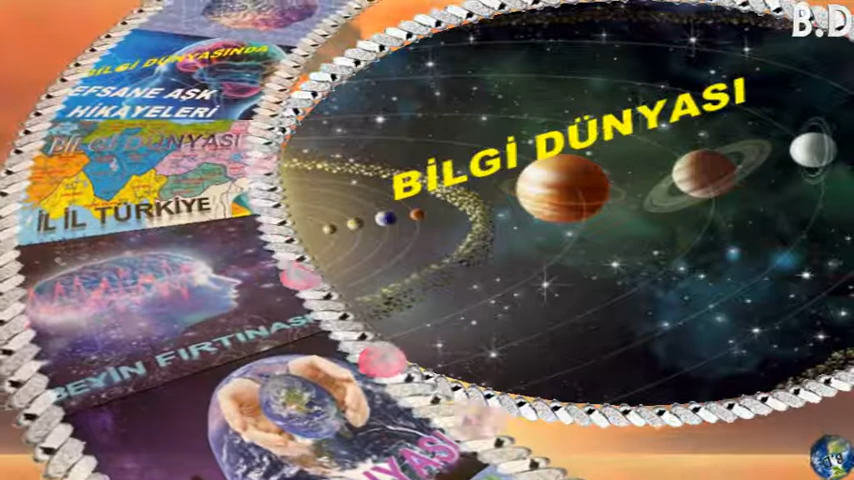 B.D
BİLGİ DÜNYASINDA
EFSANE AŞK
HİKAYELERİ
BİLGİ DÜNYASI
İL İL TÜRKİYE
BİLGİ DÜNYASI
BEYİN FIRTINASI
B.D